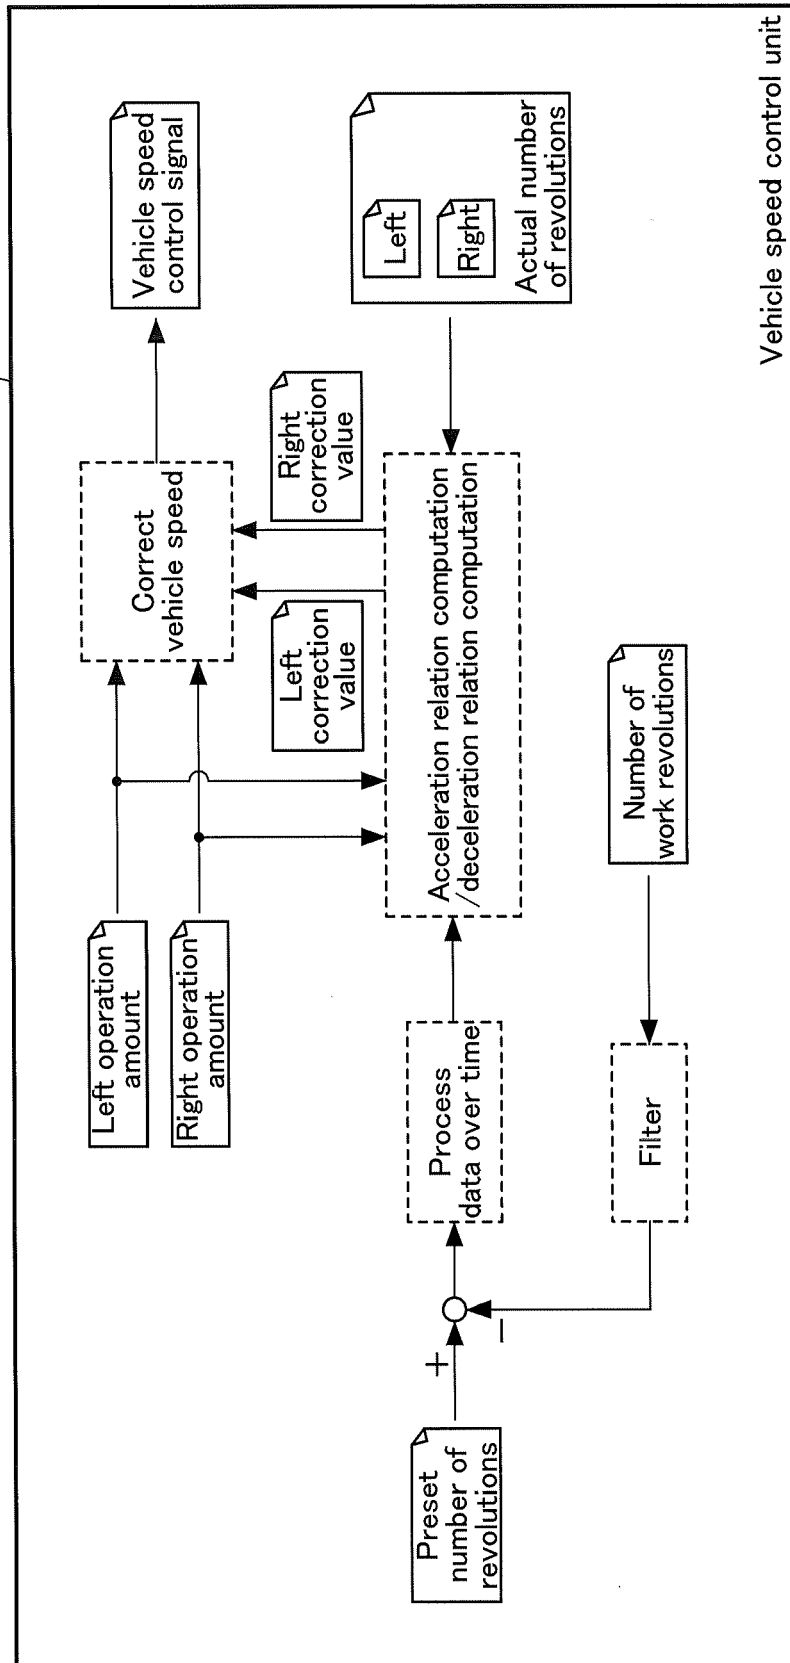 Left operation
amount
Right operation
amount
Correct
vehicle speed
Vehicle speed
control signal
Left
correction
value
Right
correction
value
Preset
number of
revolutions
+
−
Process
data over time
Acceleration relation computation
/deceleration relation computation
Left
Right
Actual number
of revolutions
Filter
Number of
work revolutions
Vehicle speed control unit